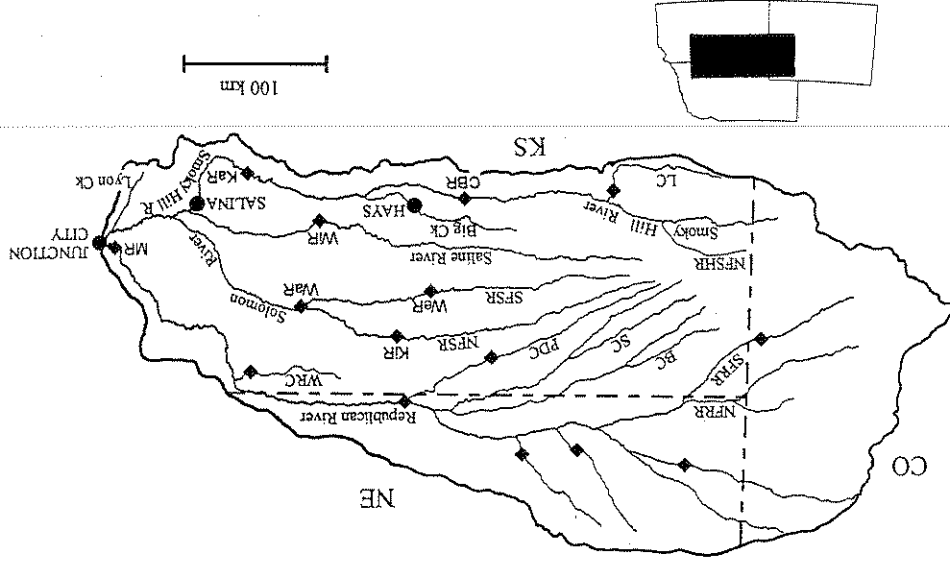 NE
CO
NFRR
Republican River
SFRR
WRC
BC
SC
PDC
NFSR
KIR
Solomon
River
SFSR
WeR
WaR
MR
JUNCTION
CITY
NFSHR
Saline River
WIR
Smoky
Hill
River
Big Ck
HAYS
SALINA
Smoky Hill R
Lyon Ck
LC
CBR
KaR
KS
100 km